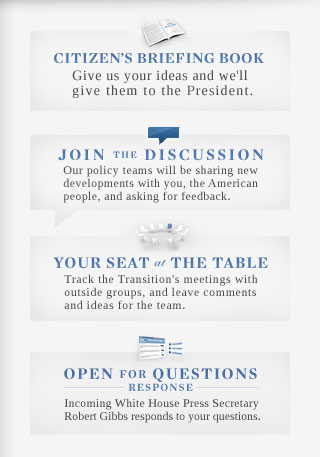 CITIZEN'S BRIEFING BOOK
Give us your ideas and we'll
give them to the President.
JOIN THE DISCUSSION
Our policy teams will be sharing new
developments with you, the American
people, and asking for feedback.
YOUR SEAT at THE TABLE
Track the Transition's meetings with
outside groups, and leave comments
and ideas for the team.
OPEN FOR QUESTIONS
RESPONSE
Incoming White House Press Secretary
Robert Gibbs responds to your questions.